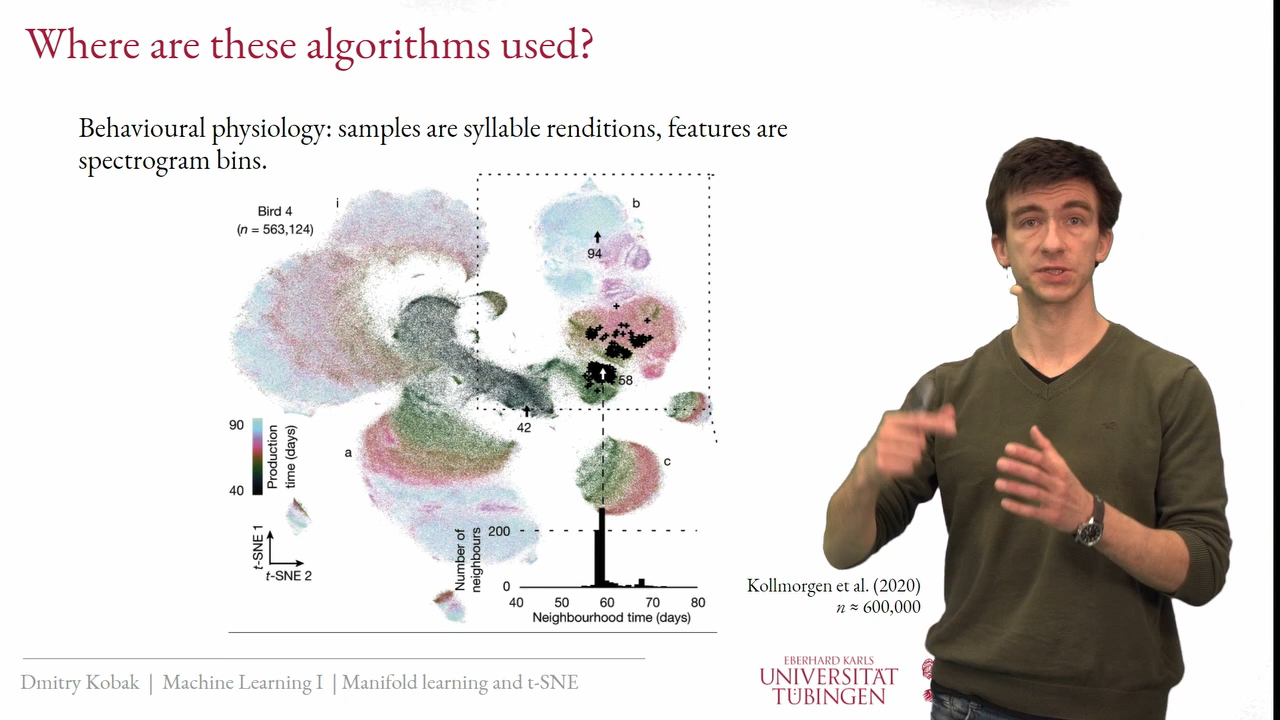 Where are these algorithms used?
Behavioural physiology: samples are syllable renditions, features are
spectrogram bins.
Bird 4
(n = 563,124)
i
b
94
58
42
a
c
90
40
Production
time (days)
t-SNE 1
t-SNE 2
Number of
neighbours
200
0
40 50 60 70 80
Neighbourhood time (days)
Kollmorgen et al. (2020)
n ≈ 600,000
Dmitry Kobak | Machine Learning I | Manifold learning and t-SNE
EBERHARD KARLS
UNIVERSITÄT
TÜBINGEN